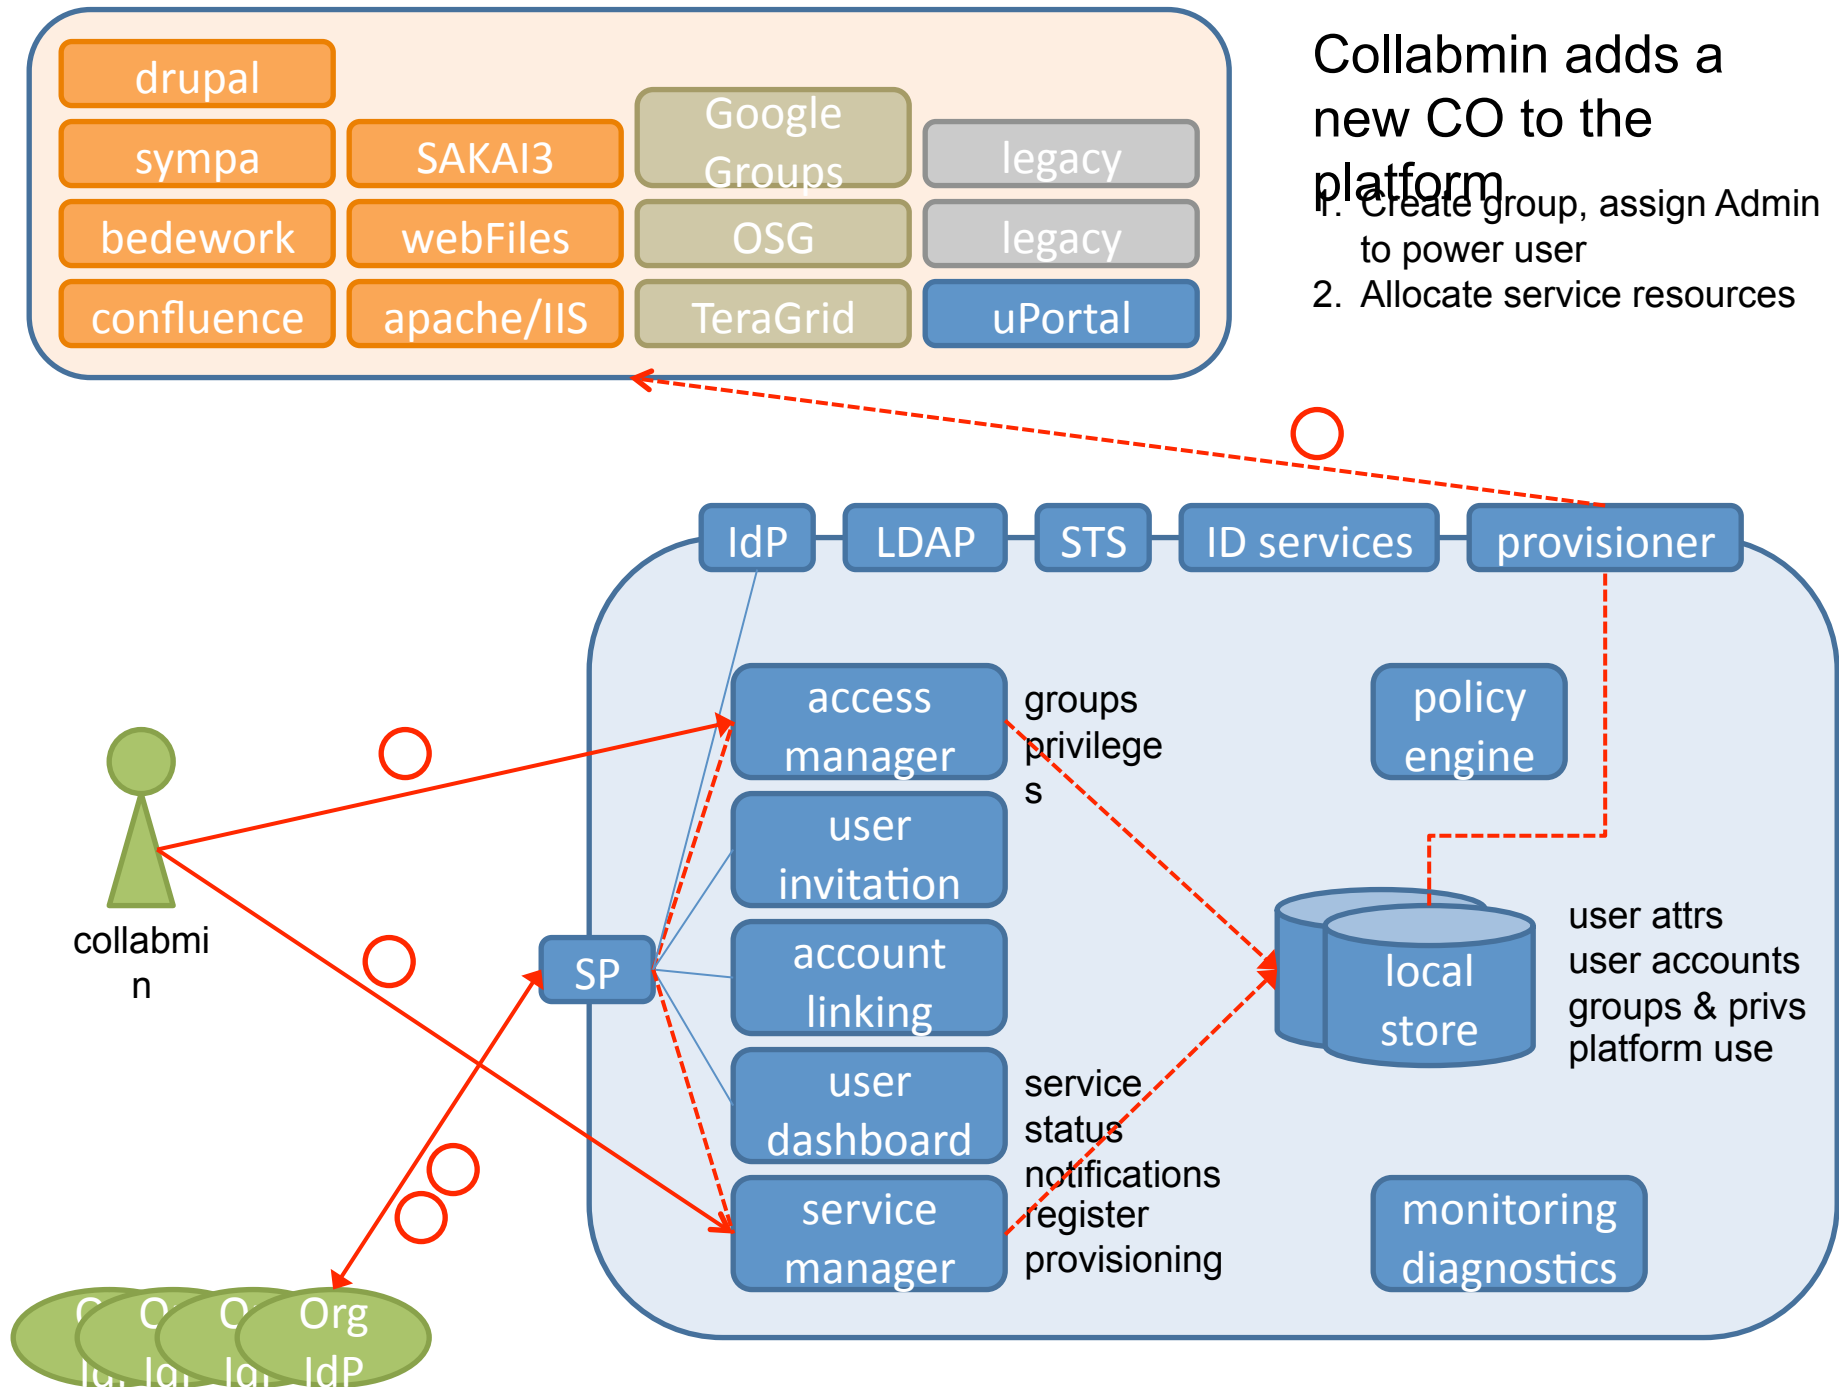 drupal
sympa
bedework
confluence
SAKAI3
webFiles
apache/IIS
Google
Groups
OSG
TeraGrid
legacy
legacy
uPortal
Collabmin adds a
new CO to the
platform
1. Create group, assign Admin
to power user
2. Allocate service resources
IdP
LDAP
STS
ID services
provisioner
access
manager
groups
privilege
s
policy
engine
user
invitation
collabmi
n
SP
account
linking
local
store
user attrs
user accounts
groups & privs
platform use
user
dashboard
service
status
notifications
service
manager
register
provisioning
monitoring
diagnostics
Org
IdP